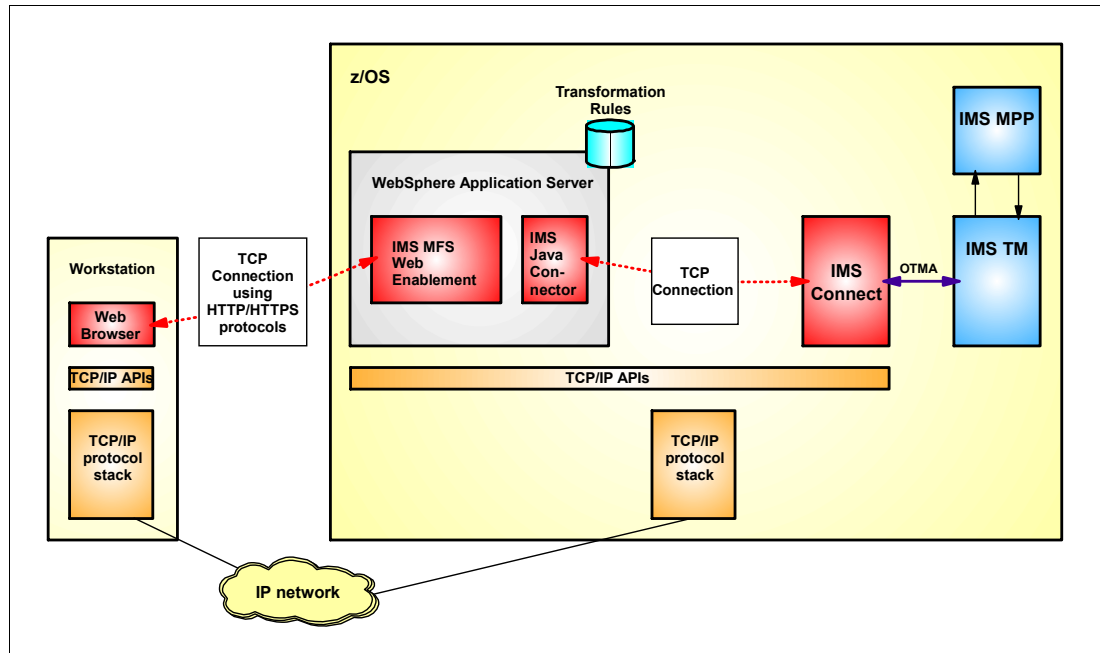 z/OS
Transformation
Rules
IMS MPP
WebSphere Application Server
IMS MFS
Web
Enablement
IMS
Java
Con-
nector
TCP
Connection
IMS
Connect
OTMA
IMS TM
Workstation
Web
Browser
TCP
Connection
using
HTTP/HTTPS
protocols
TCP/IP APIs
TCP/IP APIs
TCP/IP
protocol
stack
TCP/IP
protocol
stack
IP network